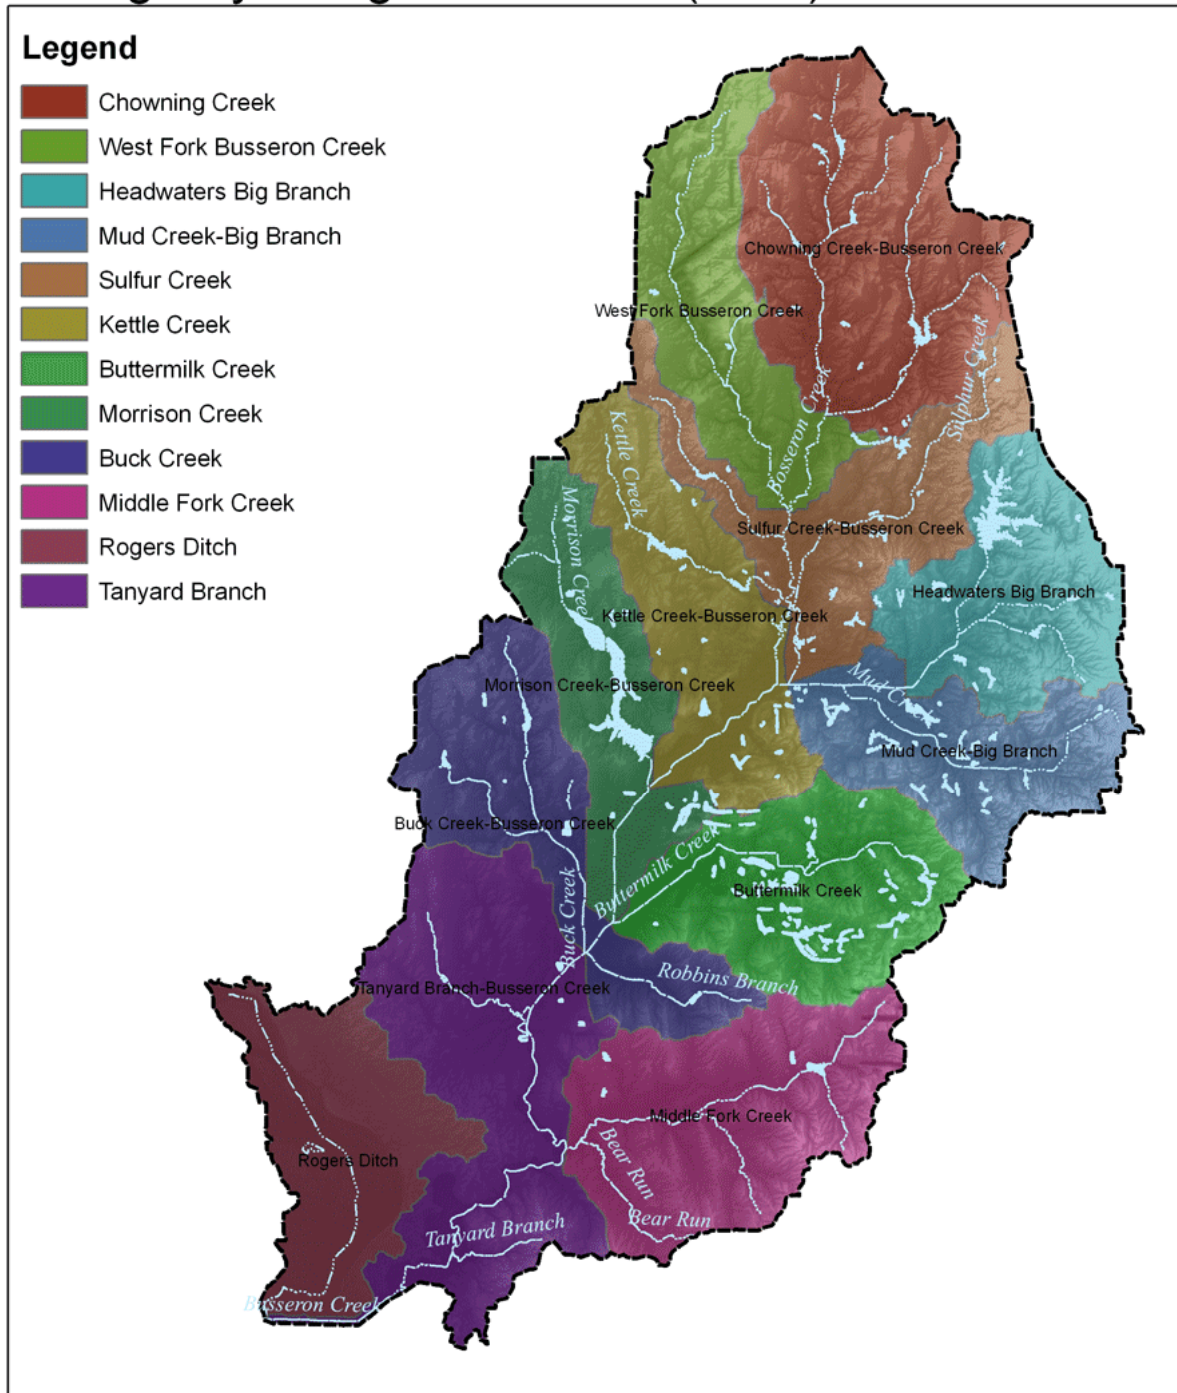 Legend
Chowning Creek
West Fork Busseron Creek
Headwaters Big Branch
Mud Creek-Big Branch
Sulfur Creek
Kettle Creek
Buttermilk Creek
Morrison Creek
Buck Creek
Middle Fork Creek
Rogers Ditch
Tanyard Branch
Chowning Creek-Busseron Creek
West Fork Busseron Creek
Sulphur Creek
Busseron Creek
Kettle Creek
Morrison Creek
Sulfur Creek-Busseron Creek
Headwaters Big Branch
Kettle Creek-Busseron Creek
Mud Creek
Morrison Creek-Busseron Creek
Mud Creek-Big Branch
Buck Creek-Busseron Creek
Buttermilk Creek
Buttermilk Creek
Buck Creek
Robbins Branch
Tanyard Branch-Busseron Creek
Middle Fork Creek
Bear Run
Rogers Ditch
Bear Run
Tanyard Branch
Busseron Creek